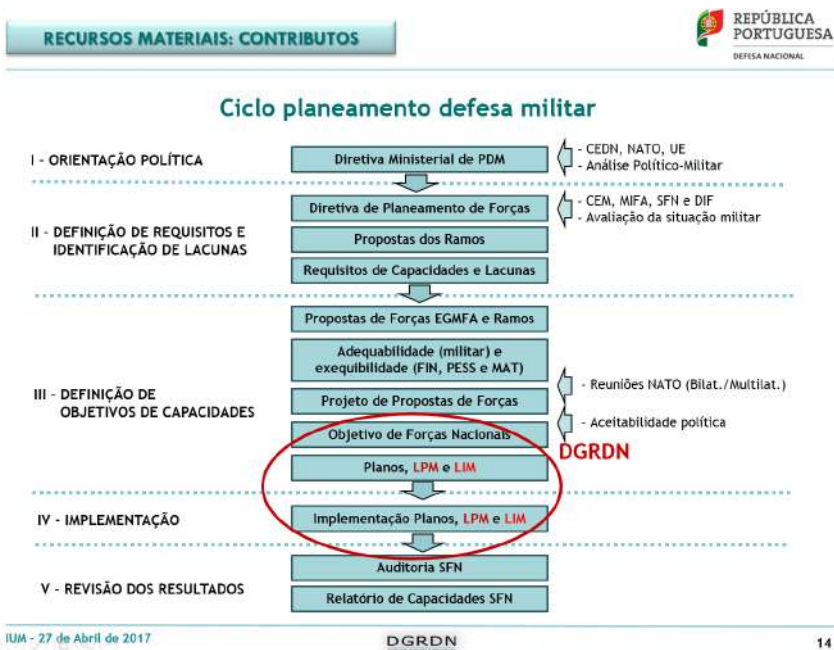 RECURSOS MATERIAIS: CONTRIBUTOS
REPÚBLICA
PORTUGUESA
DEFESA NACIONAL
Ciclo planeamento defesa militar
I - ORIENTAÇÃO POLÍTICA
Diretiva Ministerial de PDM
- CEDN, NATO, UE
- Análise Político-Militar
II - DEFINIÇÃO DE REQUISITOS E
IDENTIFICAÇÃO DE LACUNAS
Diretiva de Planeamento de Forças
- CEM, MIFA, SFN e DIF
- Avaliação da situação militar
Propostas dos Ramos
Requisitos de Capacidades e Lacunas
III - DEFINIÇÃO DE
OBJETIVOS DE CAPACIDADES
Propostas de Forças EGMFA e Ramos
Adequabilidade (militar) e
exequibilidade (FIN, PESS e MAT)
Projeto de Propostas de Forças
- Reuniões NATO (Bilat./Multilat.)
- Aceitabilidade política
Objetivo de Forças Nacionais
DGRDN
Planos, LPM e LIM
IV - IMPLEMENTAÇÃO
Implementação Planos, LPM e LIM
V - REVISÃO DOS RESULTADOS
Auditoria SFN
Relatório de Capacidades SFN
IUM - 27 de Abril de 2017
DGRDN
14